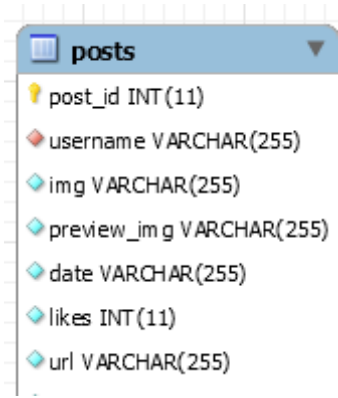 posts
post_id INT(11)
username VARCHAR(255)
img VARCHAR(255)
preview_img VARCHAR(255)
date VARCHAR(255)
likes INT(11)
url VARCHAR(255)